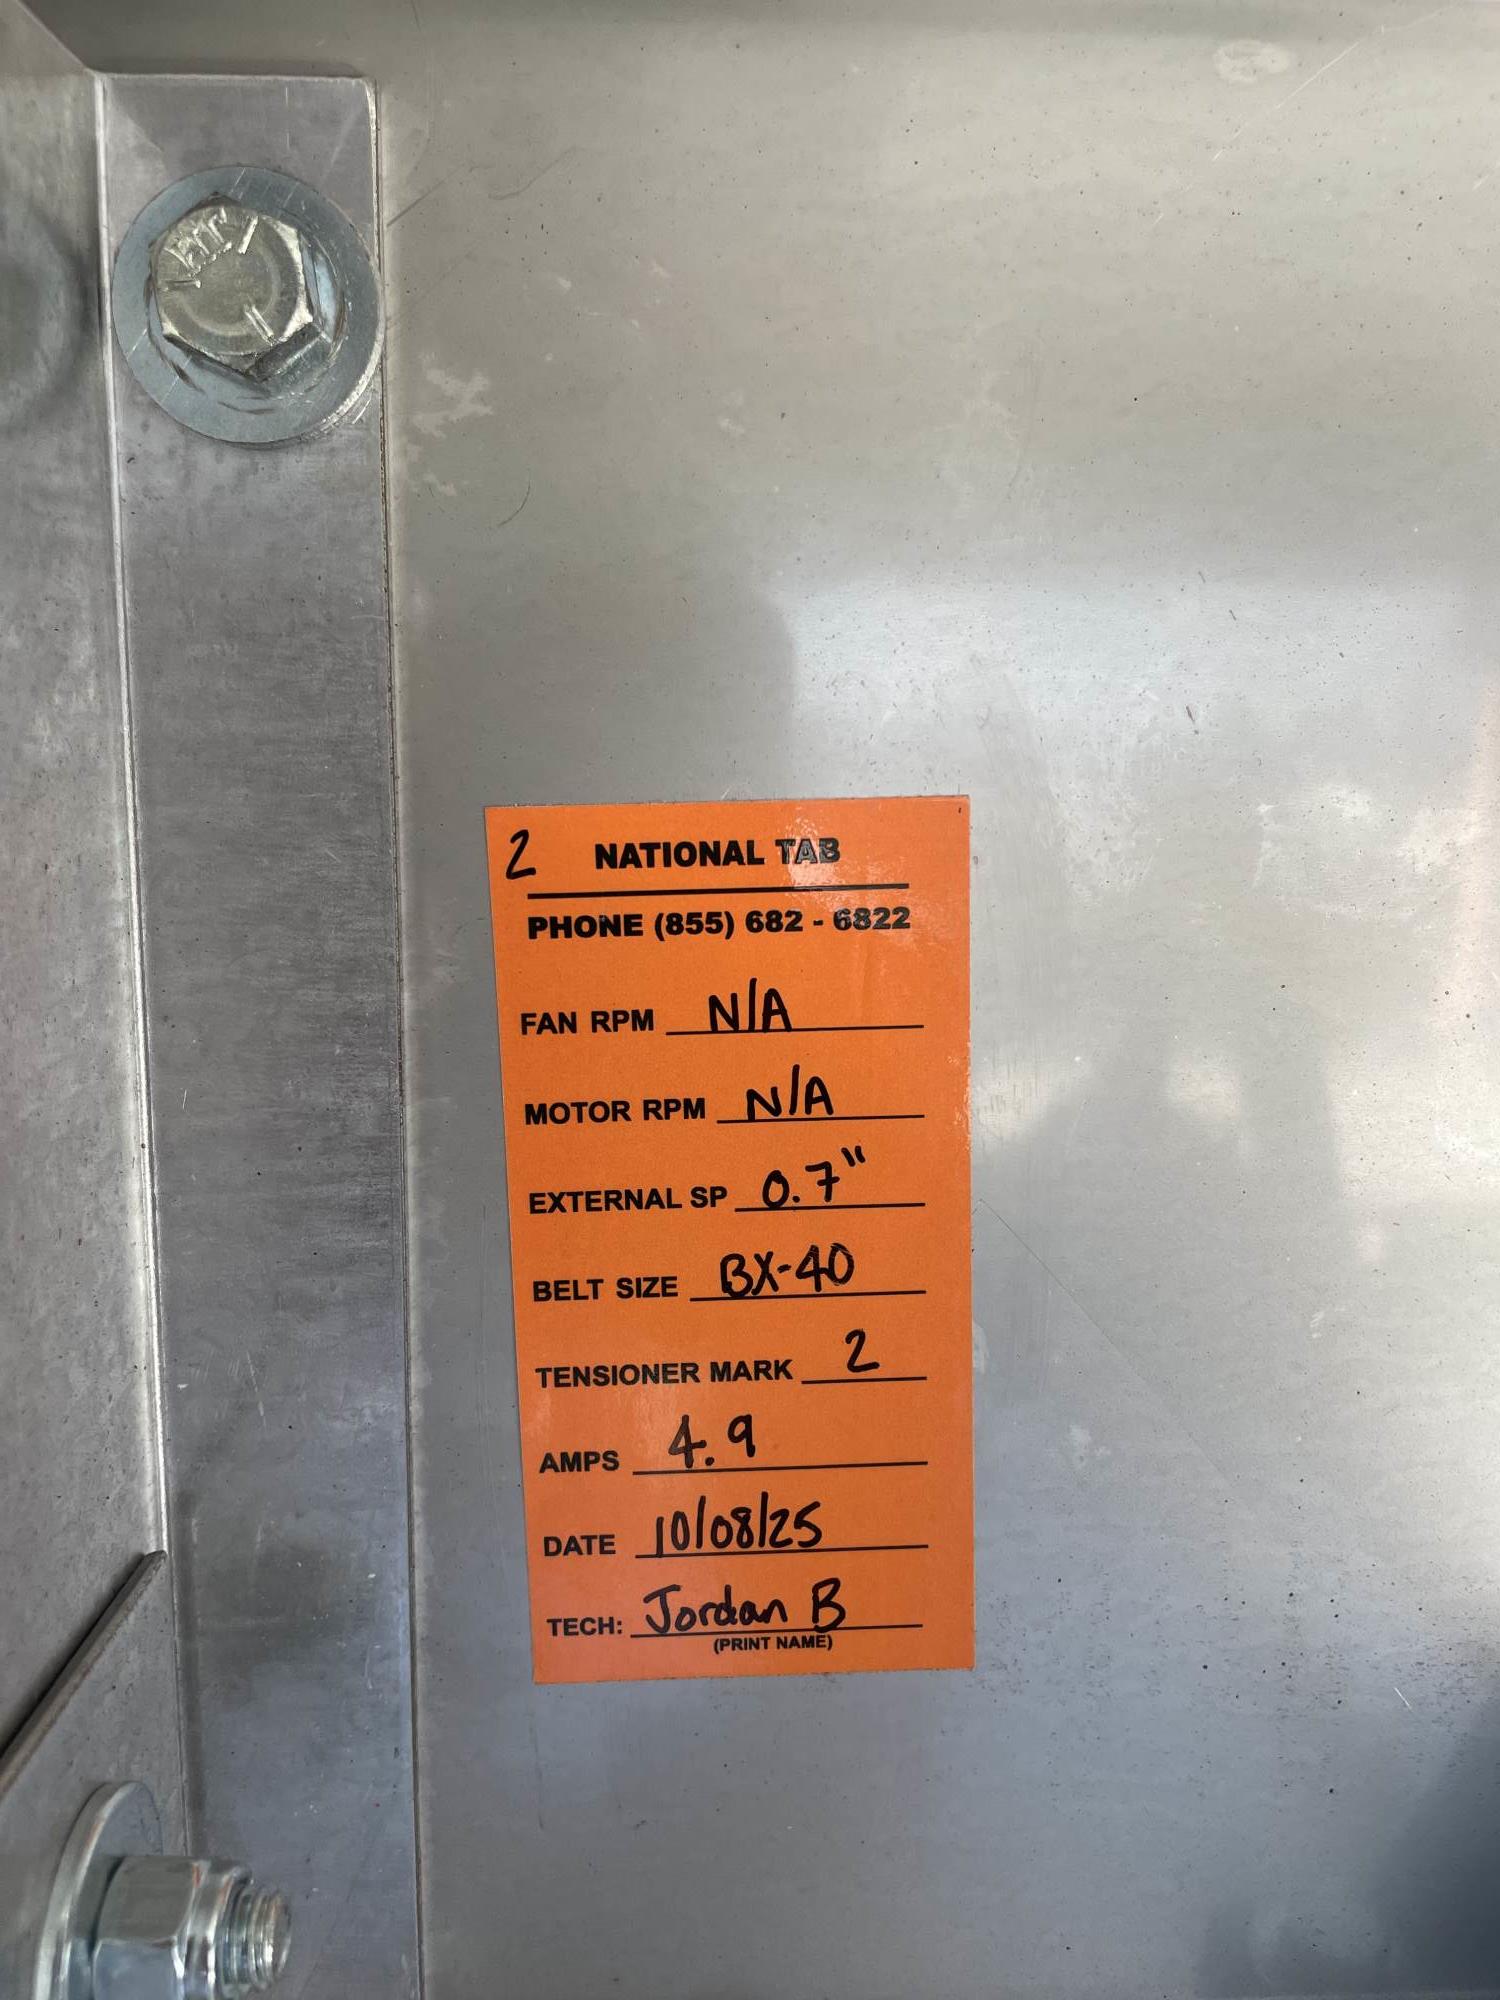 2 NATIONAL TAB
PHONE (855) 682 - 6822
FAN RPM N/A
MOTOR RPM N/A
EXTERNAL SP 0.7"
BELT SIZE BX-40
TENSIONER MARK 2
AMPS 4.9
DATE 10/08/25
TECH: Jordan B
(PRINT NAME)